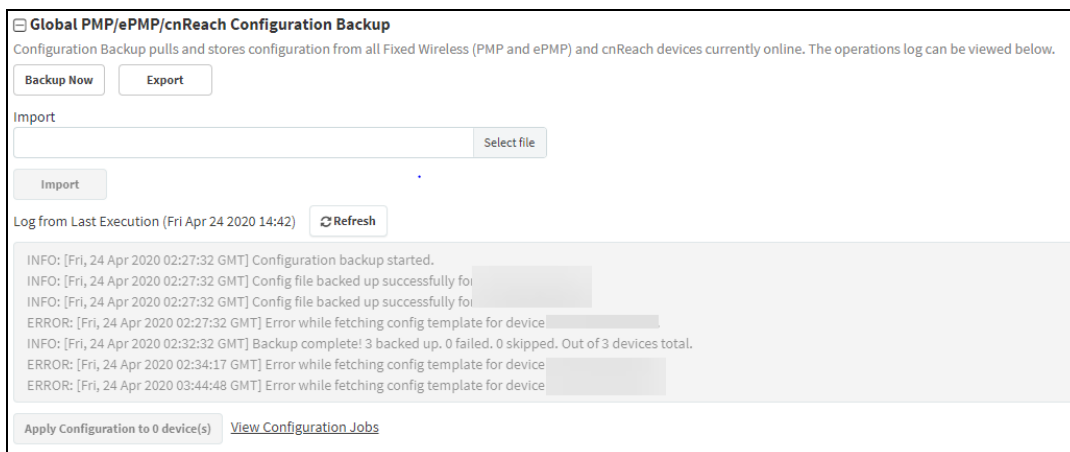 Global PMP/ePMP/cnReach Configuration Backup
Configuration Backup pulls and stores configuration from all Fixed Wireless (PMP and ePMP) and cnReach devices currently online. The operations log can be viewed below.
Backup Now Export
Import
Select file
Import
Log from Last Execution (Fri Apr 24 2020 14:42) Refresh
INFO: [Fri, 24 Apr 2020 02:27:32 GMT] Configuration backup started.
INFO: [Fri, 24 Apr 2020 02:27:32 GMT] Config file backed up successfully for
INFO: [Fri, 24 Apr 2020 02:27:32 GMT] Config file backed up successfully for
ERROR: [Fri, 24 Apr 2020 02:27:32 GMT] Error while fetching config template for device
INFO: [Fri, 24 Apr 2020 02:32:32 GMT] Backup complete! 3 backed up. 0 failed. 0 skipped. Out of 3 devices total.
ERROR: [Fri, 24 Apr 2020 02:34:17 GMT] Error while fetching config template for device
ERROR: [Fri, 24 Apr 2020 03:44:48 GMT] Error while fetching config template for device
Apply Configuration to 0 device(s) View Configuration Jobs